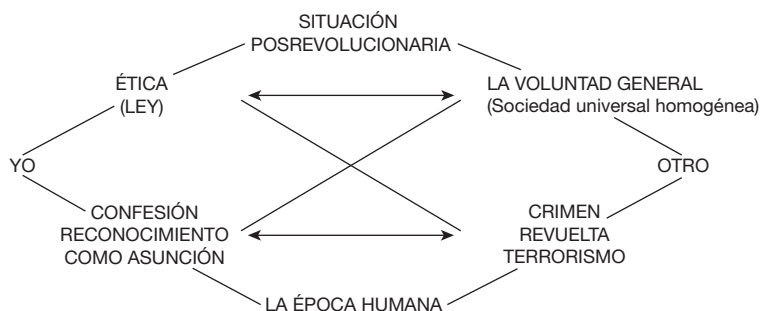 SITUACIÓN
POSREVOLUCIONARIA
ÉTICA
(LEY)
LA VOLUNTAD GENERAL
(Sociedad universal homogénea)
YO
OTRO
CONFESIÓN
RECONOCIMIENTO
COMO ASUNCIÓN
CRIMEN
REVUELTA
TERRORISMO
LA ÉPOCA HUMANA